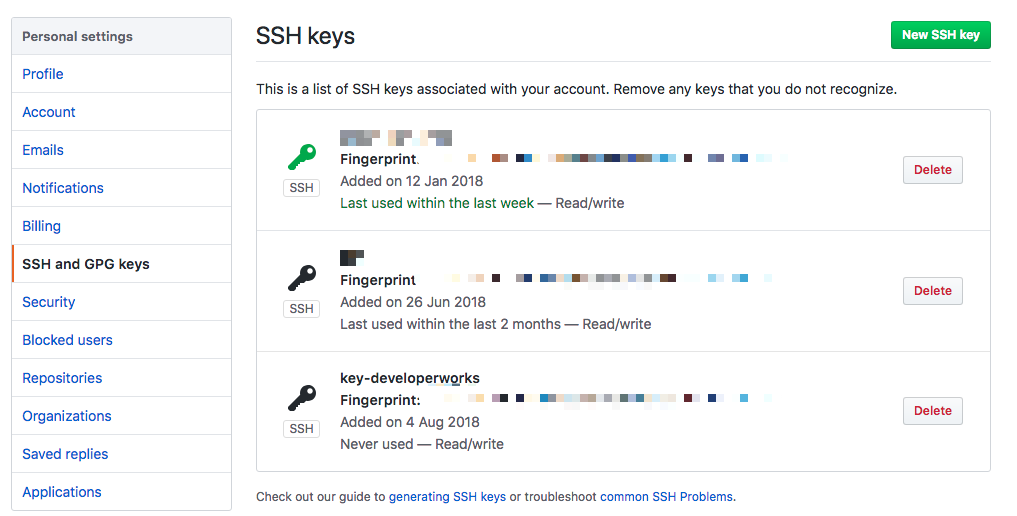 Personal settings
Profile
Account
Emails
Notifications
Billing
SSH and GPG keys
Security
Blocked users
Repositories
Organizations
Saved replies
Applications
SSH keys
New SSH key
This is a list of SSH keys associated with your account. Remove any keys that you do not recognize.
SSH
Fingerprint
Added on 12 Jan 2018
Last used within the last week — Read/write
Delete
SSH
Fingerprint
Added on 26 Jun 2018
Last used within the last 2 months — Read/write
Delete
SSH
key-developerworks
Fingerprint:
Added on 4 Aug 2018
Never used — Read/write
Delete
Check out our guide to generating SSH keys or troubleshoot common SSH Problems.